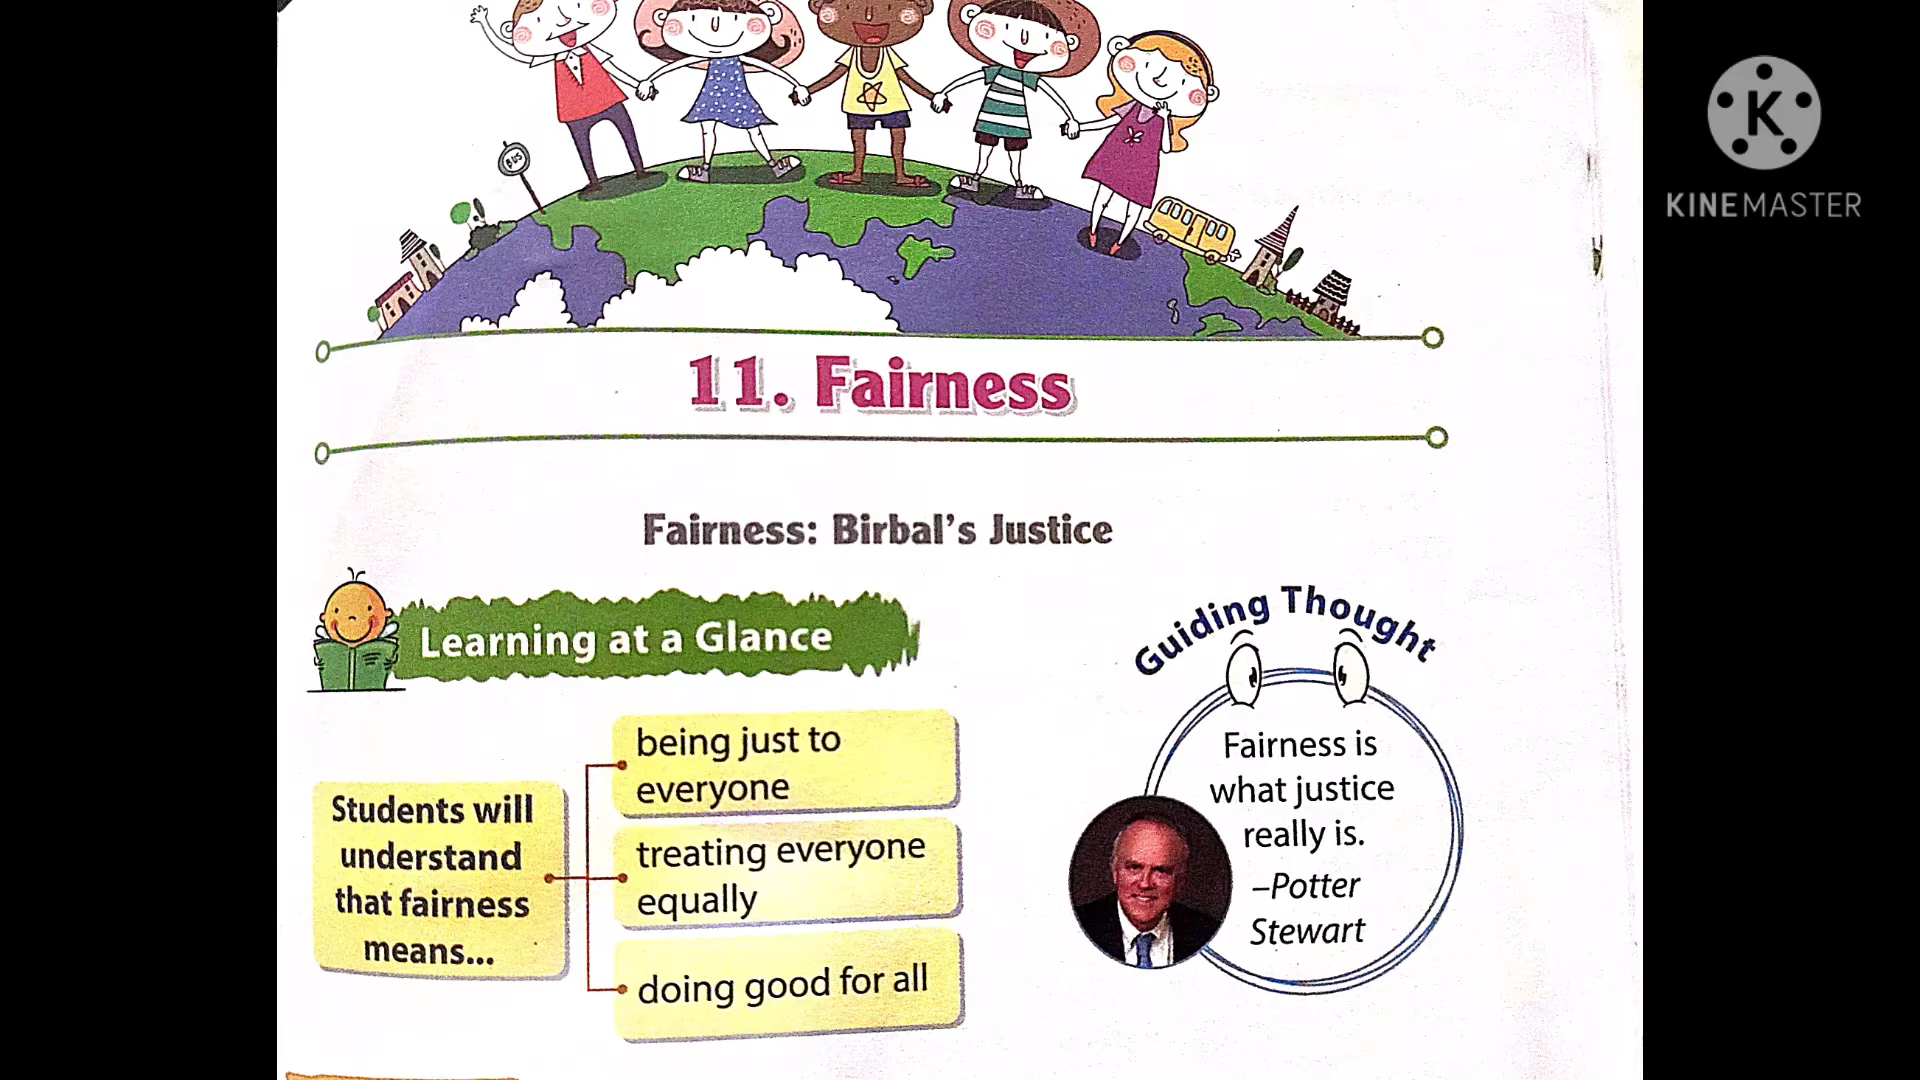 BUS
K
KINEMASTER
11. Fairness
Fairness: Birbal's Justice
Learning at a Glance
Students will
understand
that fairness
means...
being just to
everyone
treating everyone
equally
doing good for all
Guiding Thought
Fairness is
what justice
really is.
–Potter
Stewart